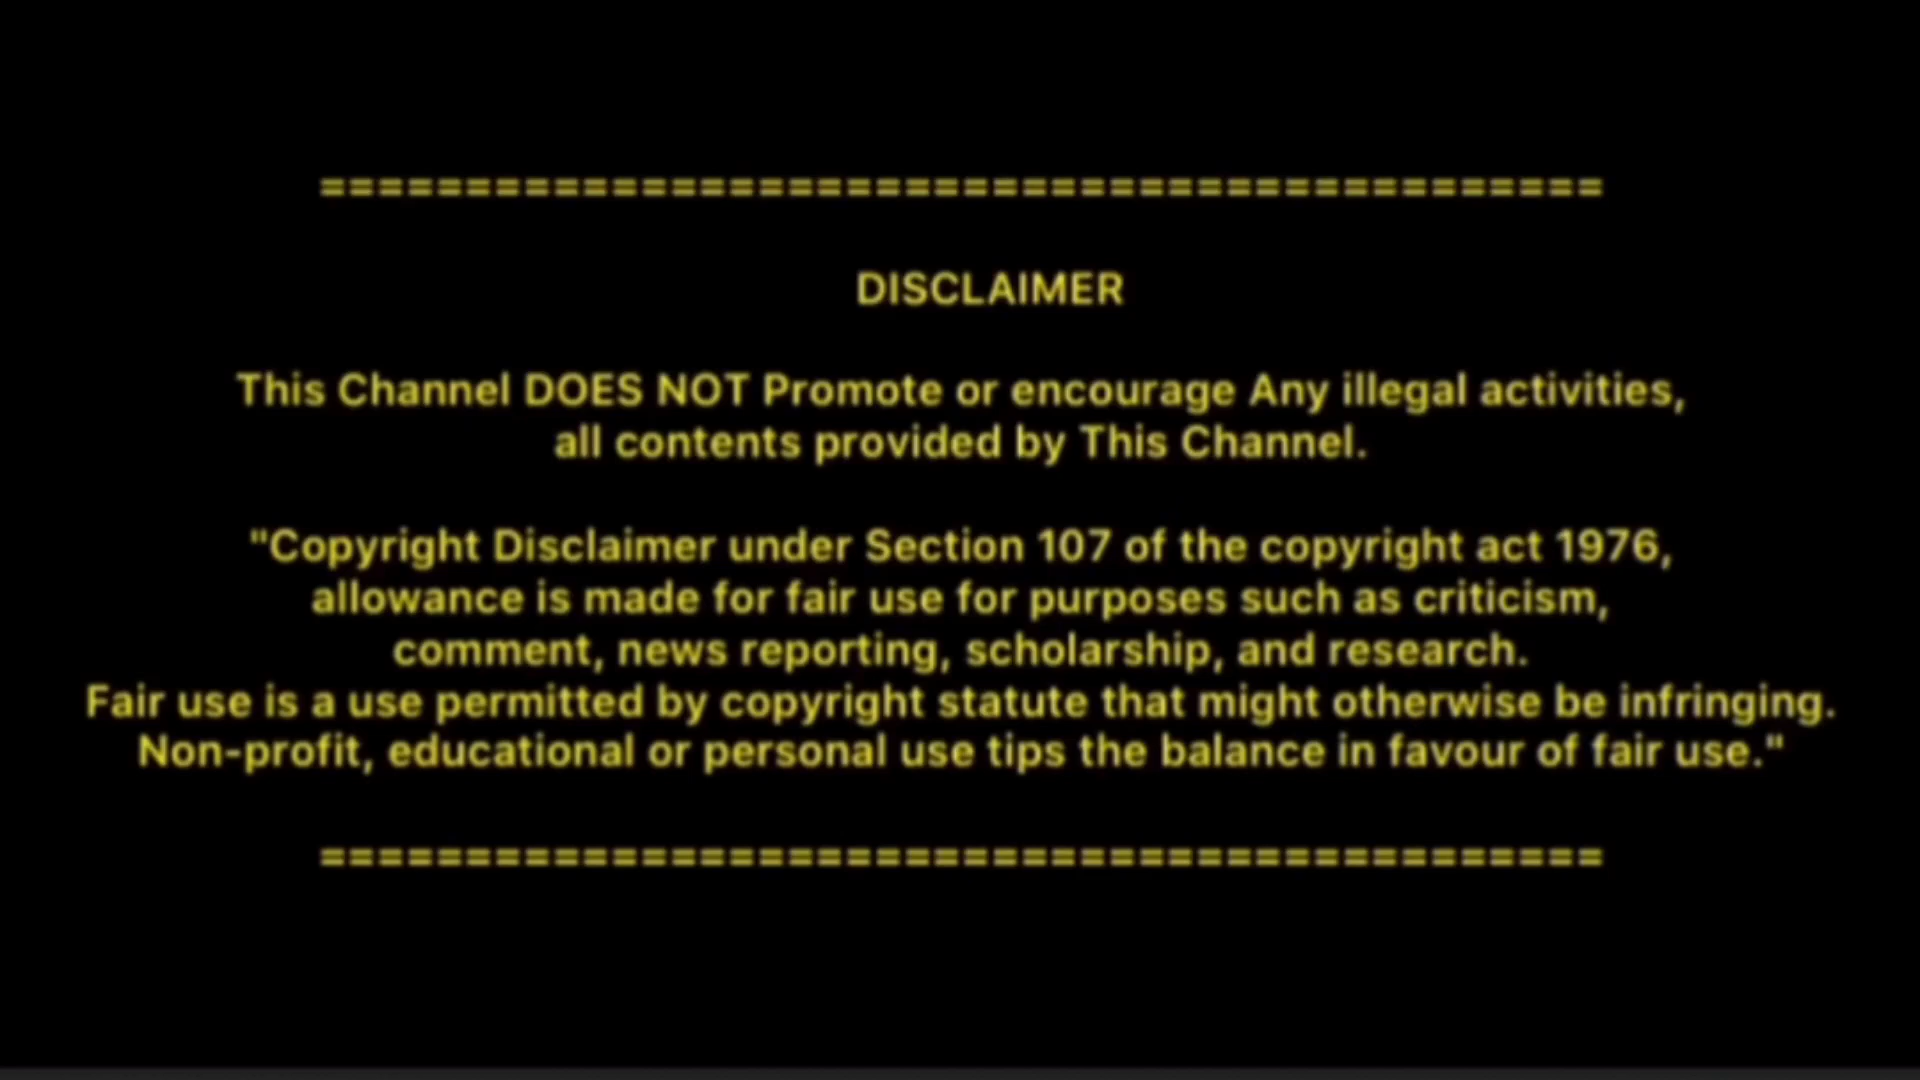 ============================================
DISCLAIMER
This Channel DOES NOT Promote or encourage Any illegal activities,
all contents provided by This Channel.
"Copyright Disclaimer under Section 107 of the copyright act 1976,
allowance is made for fair use for purposes such as criticism,
comment, news reporting, scholarship, and research.
Fair use is a use permitted by copyright statute that might otherwise be infringing.
Non-profit, educational or personal use tips the balance in favour of fair use."
============================================